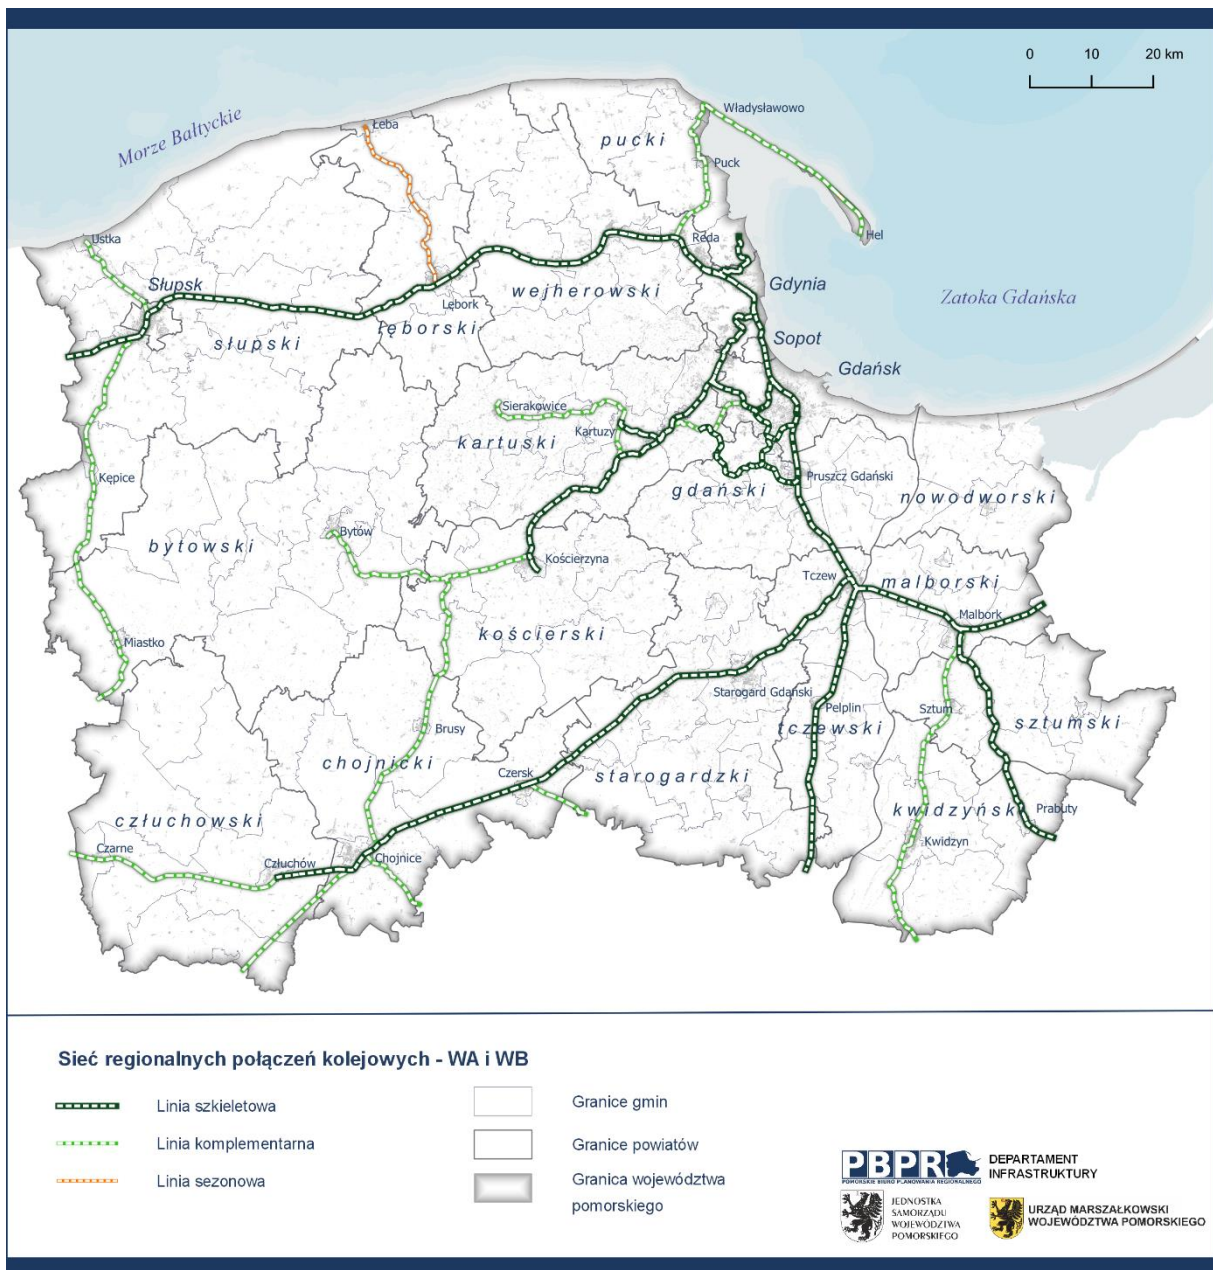 0 10 20 km
Morze Bałtyckie
Władysławowo
Łeba
pucki
Puck
Ustka
Reda
Hel
Słupsk
Gdynia
wejherowski
Zatoka Gdańska
Lębork
lęborski
słupski
Sopot
Gdańsk
Sierakowice
Kartuzy
kartuski
Kępice
Pruszcz Gdański
gdański
nowodworski
Bytów
bytowski
Kościerzyna
Tczew
malborski
Malbork
kościerski
Miastko
Starogard Gdański
Pelplin
Sztum
sztumski
Brusy
tczewski
chojnicki
Czersk
starogardzki
kwidzyński
Prabuty
człuchowski
Kwidzyn
Czarne
Człuchów
Chojnice
Sieć regionalnych połączeń kolejowych - WA i WB
Linia szkieletowa
Linia komplementarna
Linia sezonowa
Granice gmin
Granice powiatów
Granica województwa
pomorskiego
PBPR
POMORSKIE BIURO PLANOWANIA REGIONALNEGO
DEPARTAMENT
INFRASTRUKTURY
JEDNOSTKA
SAMORZĄDU
WOJEWÓDZTWA
POMORSKIEGO
URZĄD MARSZAŁKOWSKI
WOJEWÓDZTWA POMORSKIEGO